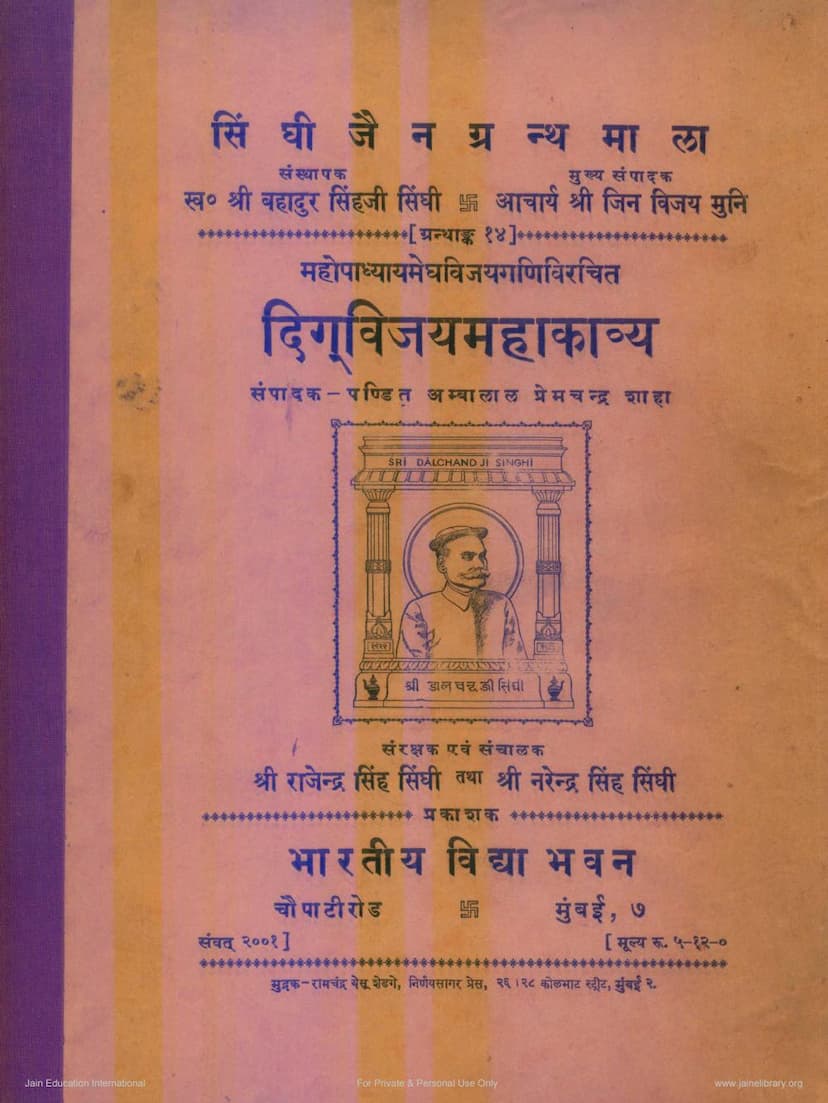 सिंघी जैन ग्रन्थ माला
संस्थापक मुख्य संपादक
स्व० श्री बहादुर सिंहजी सिंघी 卐 आचार्य श्री जिन विजय मुनि
[ग्रन्थाङ्क १४]
महोपाध्यायमेघविजयगणिविरचित
दिग्विजयमहाकाव्य
संपादक – पण्डित अम्बालाल प्रेमचन्द्र शाहा
SRI DALCHAND JI SINGHI
श्री डालचन्दजी सिंघी
संरक्षक एवं संचालक
श्री राजेन्द्र सिंह सिंघी तथा श्री नरेन्द्र सिंह सिंघी
प्रकाशक
भारतीय विद्या भवन
चौपाटीरोड 卐 मुंबई, ७
संवत् २००१] [मूल्य रू. ५-१२-०
मुद्रक-रामचंद्र येसू शेडगे, निर्णयसागर प्रेस, २६।२८ कोलभाट स्ट्रीट, मुंबई २.
Jain Education International For Private & Personal Use Only www.jainelibrary.org